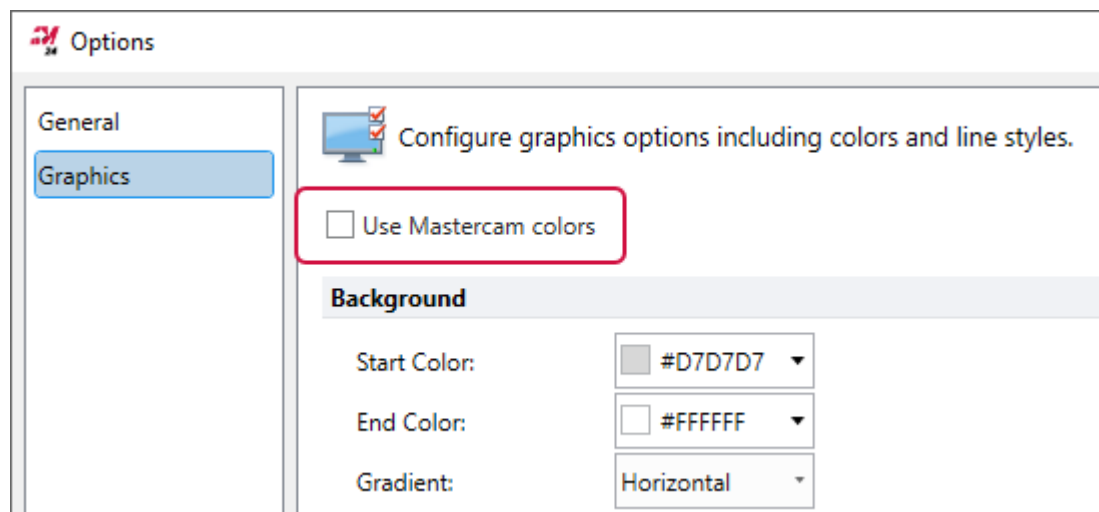 24
Options
General
Graphics
Configure graphics options including colors and line styles.
Use Mastercam colors
Background
Start Color: #D7D7D7
End Color: #FFFFFF
Gradient: Horizontal